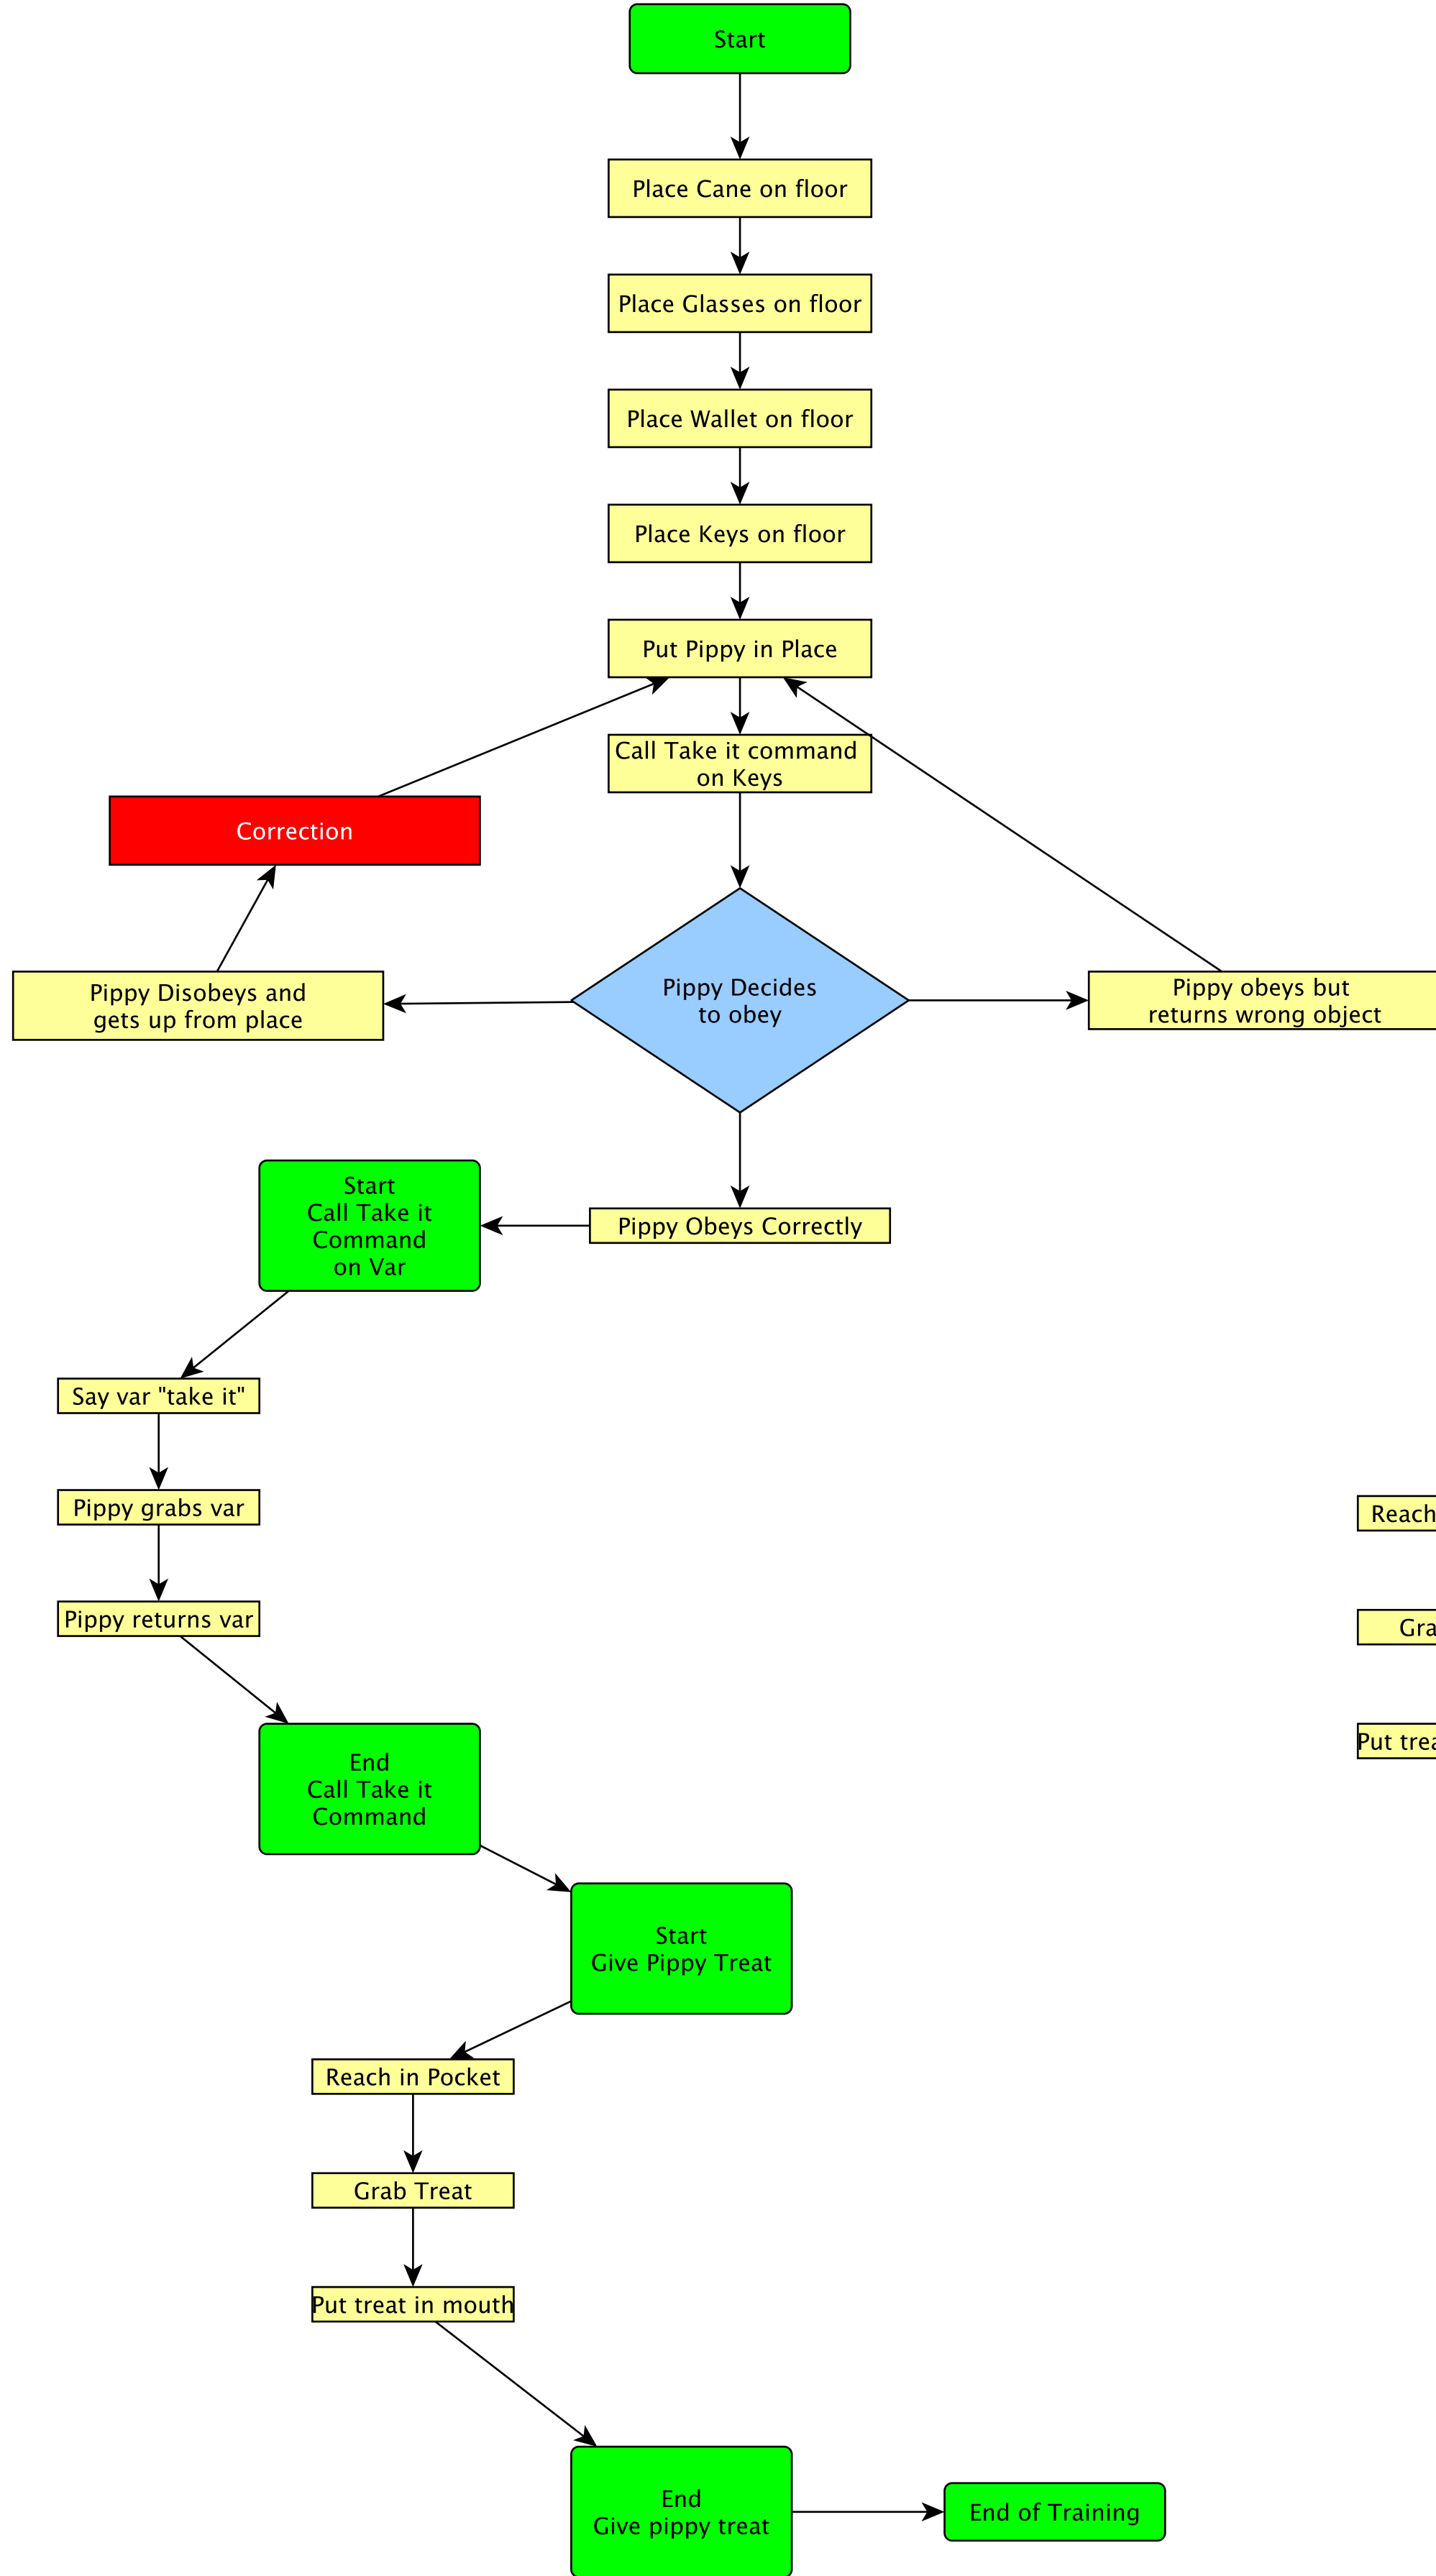 Start
Place Cane on floor
Place Glasses on floor
Place Wallet on floor
Place Keys on floor
Put Pippy in Place
Call Take it command
on Keys
Correction
Pippy Decides
to obey
Pippy Disobeys and
gets up from place
Pippy obeys but
returns wrong object
Pippy Obeys Correctly
Start
Call Take it
Command
on Var
Say var "take it"
Pippy grabs var
Reach
Pippy returns var
End
Call Take it
Command
Start
Give Pippy Treat
Reach in Pocket
Grab Treat
Put treat in mouth
End
Give pippy treat
End of Training